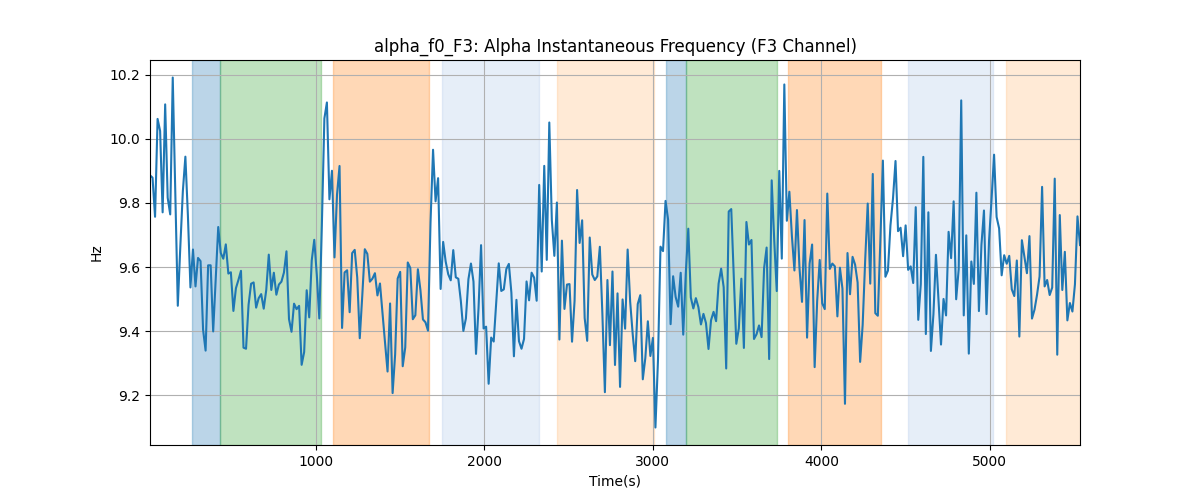 alpha_f0_F3: Alpha Instantaneous Frequency (F3 Channel)
10.2
10.0
9.8
9.6
9.4
9.2
Hz
1000 2000 3000 4000 5000
Time(s)